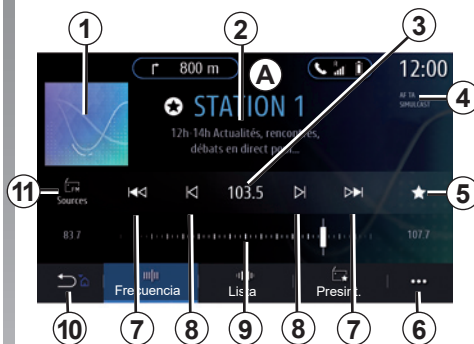 1
2
3
800 m
A
12:00
AF TA
SIMULCAST
4
STATION 1
12h-14h Actualités, rencontres,
débats en direct pour...
11
FM
Sources
103.5
5
83.7
107.7
Frecuencia
Lista
Presint.
10
7
8
9
8
7
6